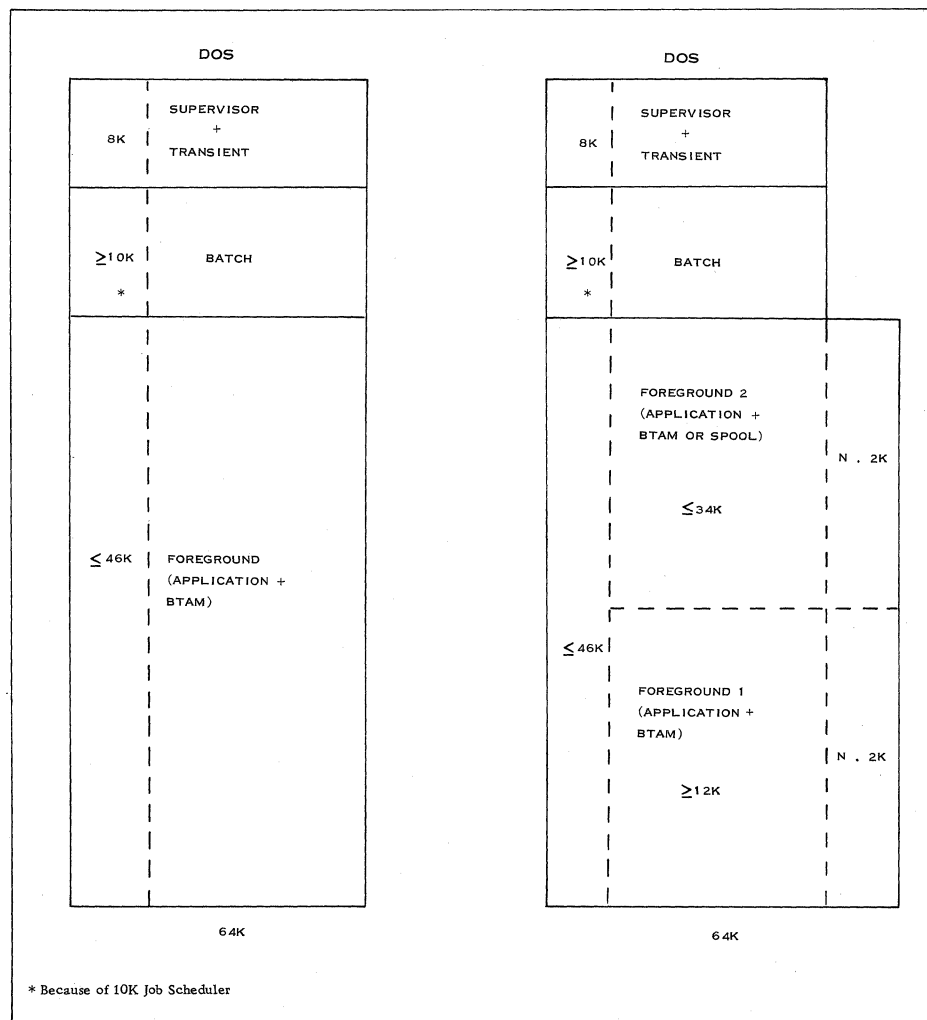 DOS
8K
SUPERVISOR
+
TRANSIENT
≥10K
*
BATCH
≤ 46K
FOREGROUND
(APPLICATION +
BTAM)
64K
DOS
8K
SUPERVISOR
+
TRANSIENT
≥10K
*
BATCH
≤46K
FOREGROUND 2
(APPLICATION +
BTAM OR SPOOL)
≤34K
N . 2K
FOREGROUND 1
(APPLICATION +
BTAM)
≥12K
N . 2K
64K
* Because of 10K Job Scheduler